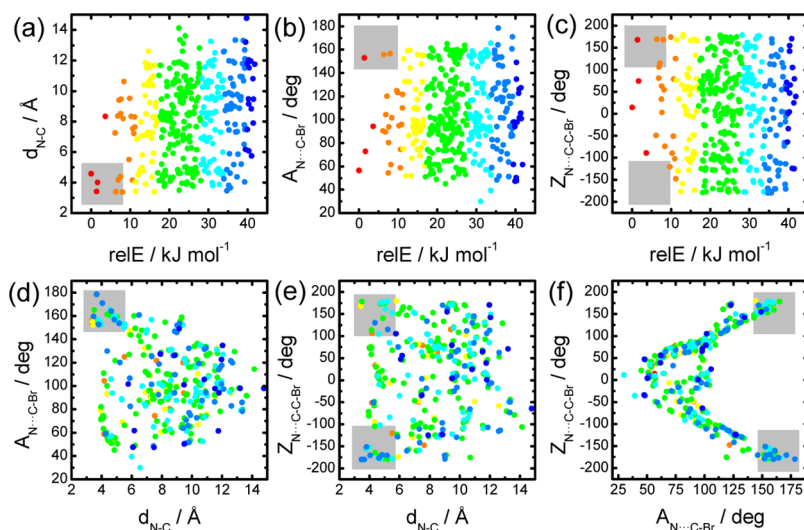 (a)
d_N-C / Å
14
12
10
8
6
4
2
0 10 20 30 40
relE / kJ mol⁻¹
(b)
A_N···C-Br / deg
180
160
140
120
100
80
60
40
20
0 10 20 30 40
relE / kJ mol⁻¹
(c)
Z_N···C-C-Br / deg
200
150
100
50
0
-50
-100
-150
-200
0 10 20 30 40
relE / kJ mol⁻¹
(d)
A_N···C-Br / deg
180
160
140
120
100
80
60
40
20
2 4 6 8 10 12 14
d_N-C / Å
(e)
Z_N···C-C-Br / deg
200
150
100
50
0
-50
-100
-150
-200
2 4 6 8 10 12 14
d_N-C / Å
(f)
Z_N···C-C-Br / deg
200
150
100
50
0
-50
-100
-150
-200
25 50 75 100 125 150 175
A_N···C-Br / deg